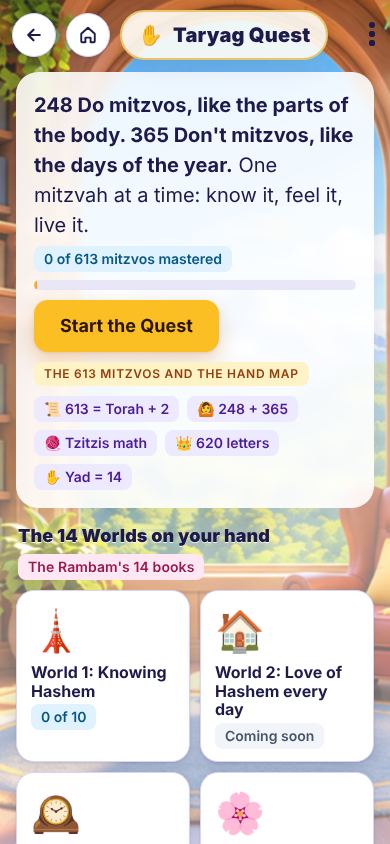 Taryag Quest
248 Do mitzvos, like the parts of
the body. 365 Don't mitzvos, like
the days of the year. One
mitzvah at a time: know it, feel it,
live it.
0 of 613 mitzvos mastered
Start the Quest
THE 613 MITZVOS AND THE HAND MAP
613 = Torah + 2
248 + 365
Tzitzis math
620 letters
Yad = 14
The 14 Worlds on your hand
The Rambam's 14 books
World 1: Knowing
Hashem
0 of 10
World 2: Love of
Hashem every
day
Coming soon